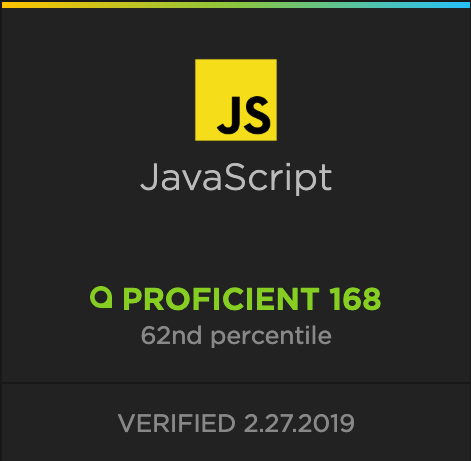 JS
JavaScript
PROFICIENT 168
62nd percentile
VERIFIED 2.27.2019